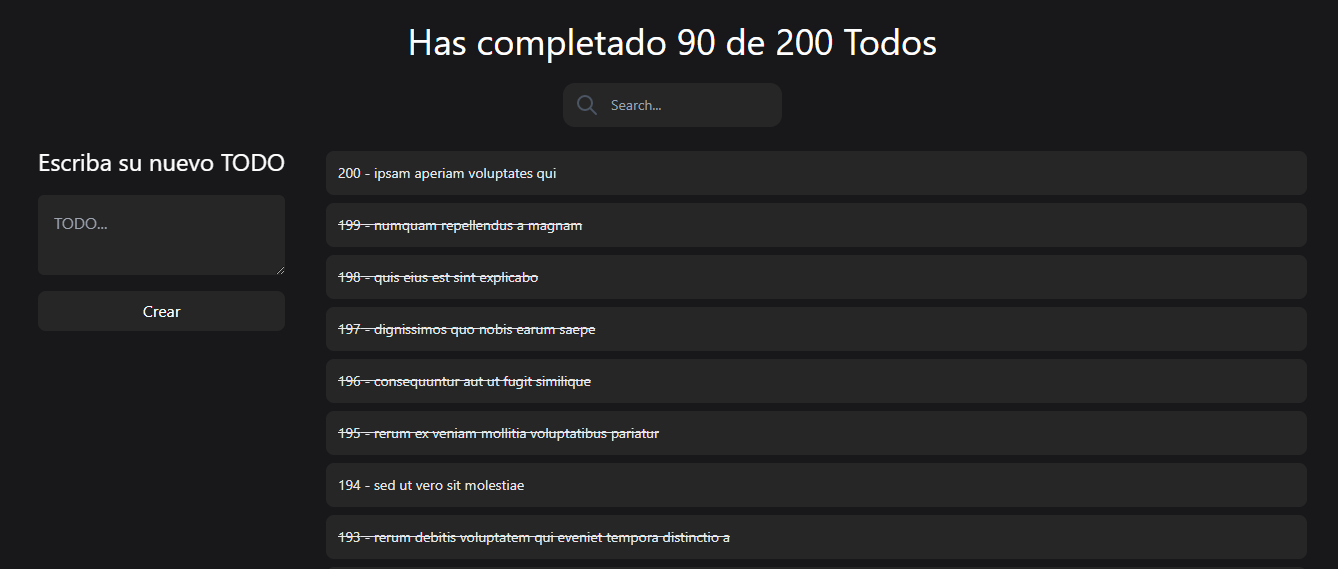 Has completado 90 de 200 Todos
Search...
Escriba su nuevo TODO
TODO...
Crear
200 - ipsam aperiam voluptates qui
199 - numquam repellendus a magnam
198 - quis eius est sint explicabo
197 - dignissimos quo nobis earum saepe
196 - consequuntur aut ut fugit similique
195 - rerum ex veniam mollitia voluptatibus pariatur
194 - sed ut vero sit molestiae
193 - rerum debitis voluptatem qui eveniet tempora distinctio a